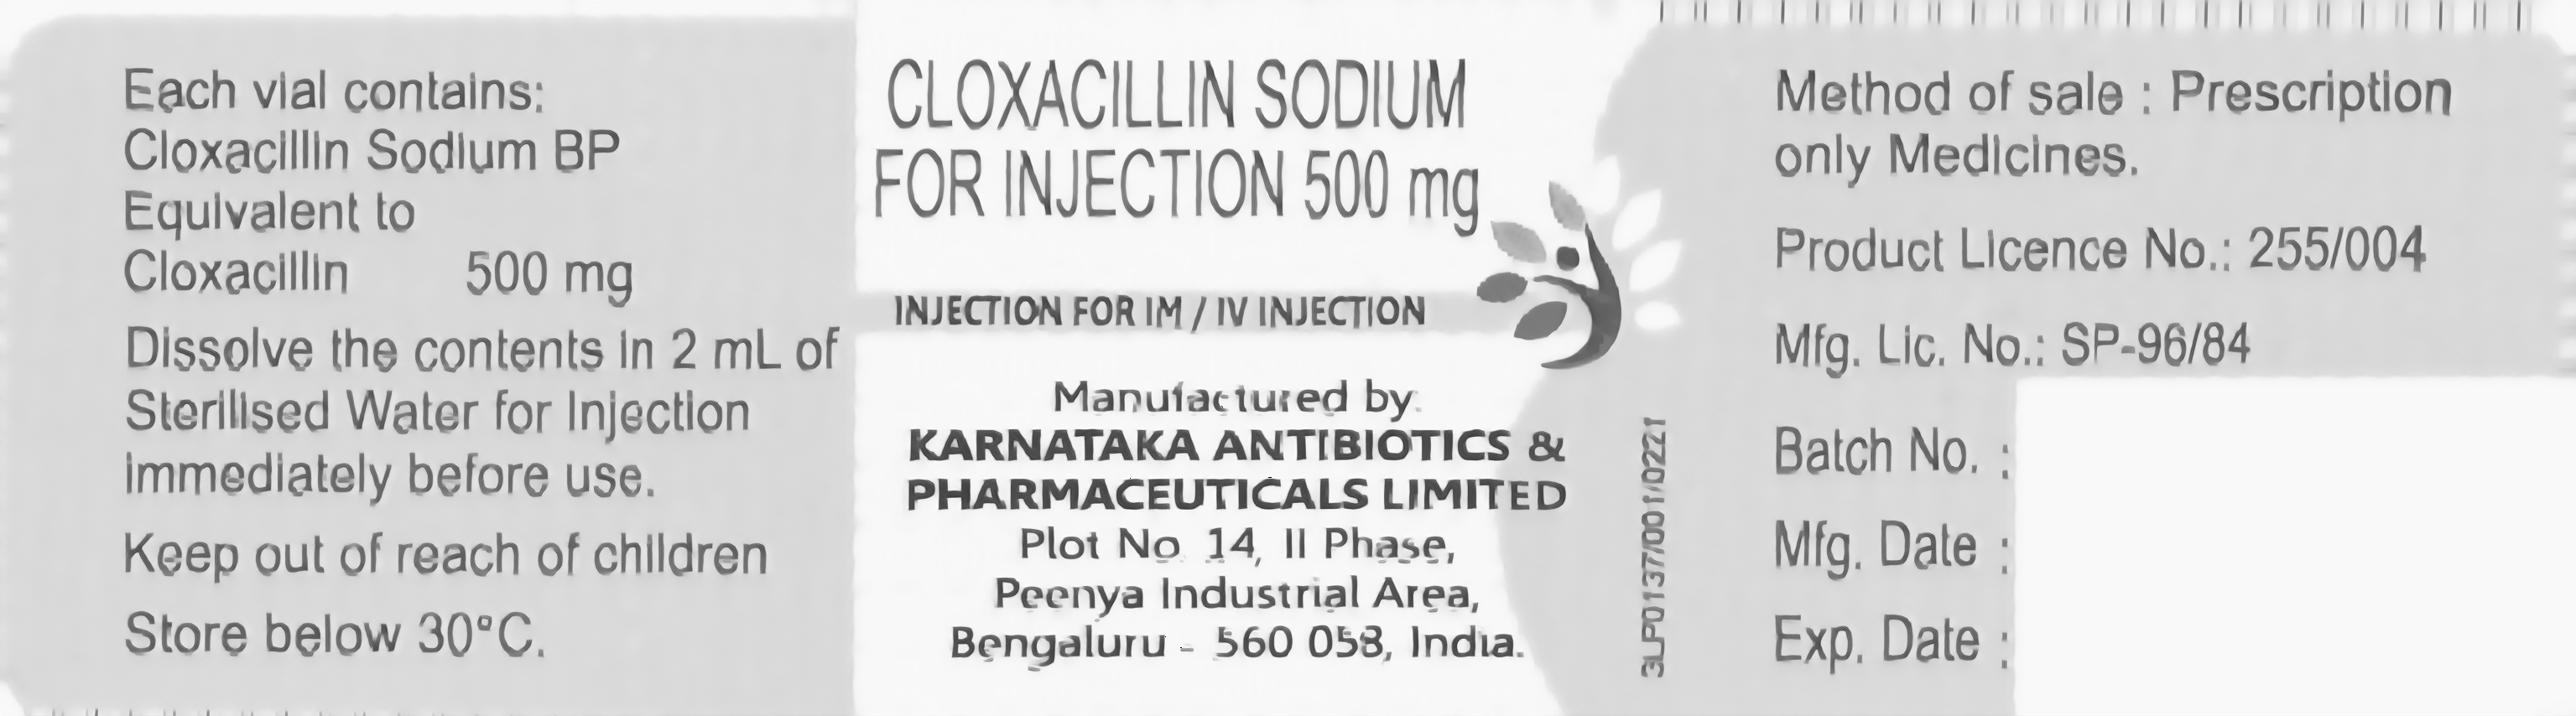 Each vial contains:
Cloxacillin Sodium BP
Equivalent to
Cloxacillin 500 mg
Dissolve the contents in 2 mL of
Sterilised Water for Injection
immediately before use.
Keep out of reach of children
Store below 30°C.
CLOXACILLIN SODIUM
FOR INJECTION 500 mg
INJECTION FOR IM / IV INJECTION
Manufactured by:
KARNATAKA ANTIBIOTICS &
PHARMACEUTICALS LIMITED
Plot No. 14, II Phase,
Peenya Industrial Area,
Bengaluru - 560 058, India.
3LP0137/001/0221
Method of sale : Prescription
only Medicines.
Product Licence No.: 255/004
Mfg. Lic. No.: SP-96/84
Batch No. :
Mfg. Date :
Exp. Date :